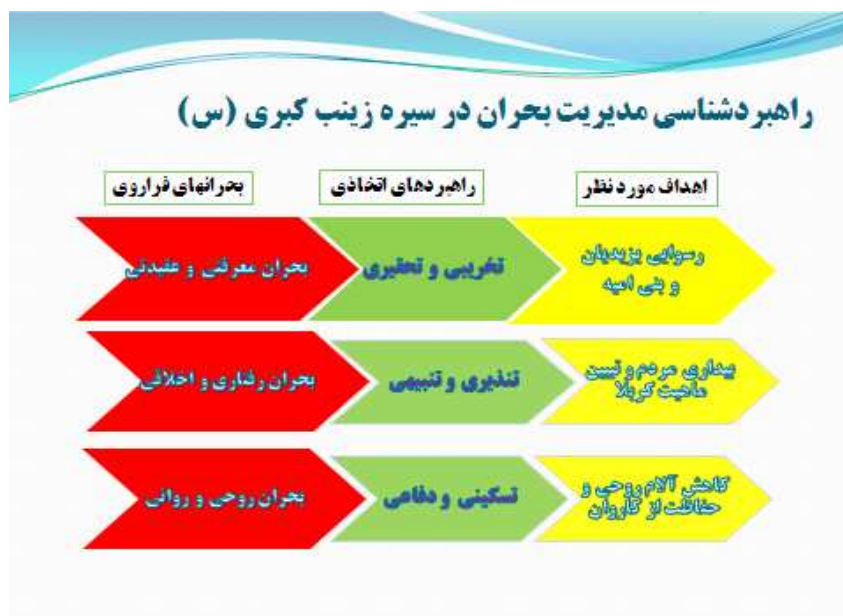 راهبردشناسی مدیریت بحران در سیره زینب کبری (س)
اهداف مورد نظر
راهبردهای اتخاذی
بحرانهای فراروی
رسوایی یزیدیان
و بنی امیه
تخریبی و تحقیری
بحران معرفتی و عقیدتی
بیداری مردم و تبیین
ماهیت کربلا
تنذیری و تنبیهی
بحران رفتاری و اخلاقی
کاهش آلام روحی و
حفاظت از کاروان
تسکینی و دفاعی
بحران روحی و روانی